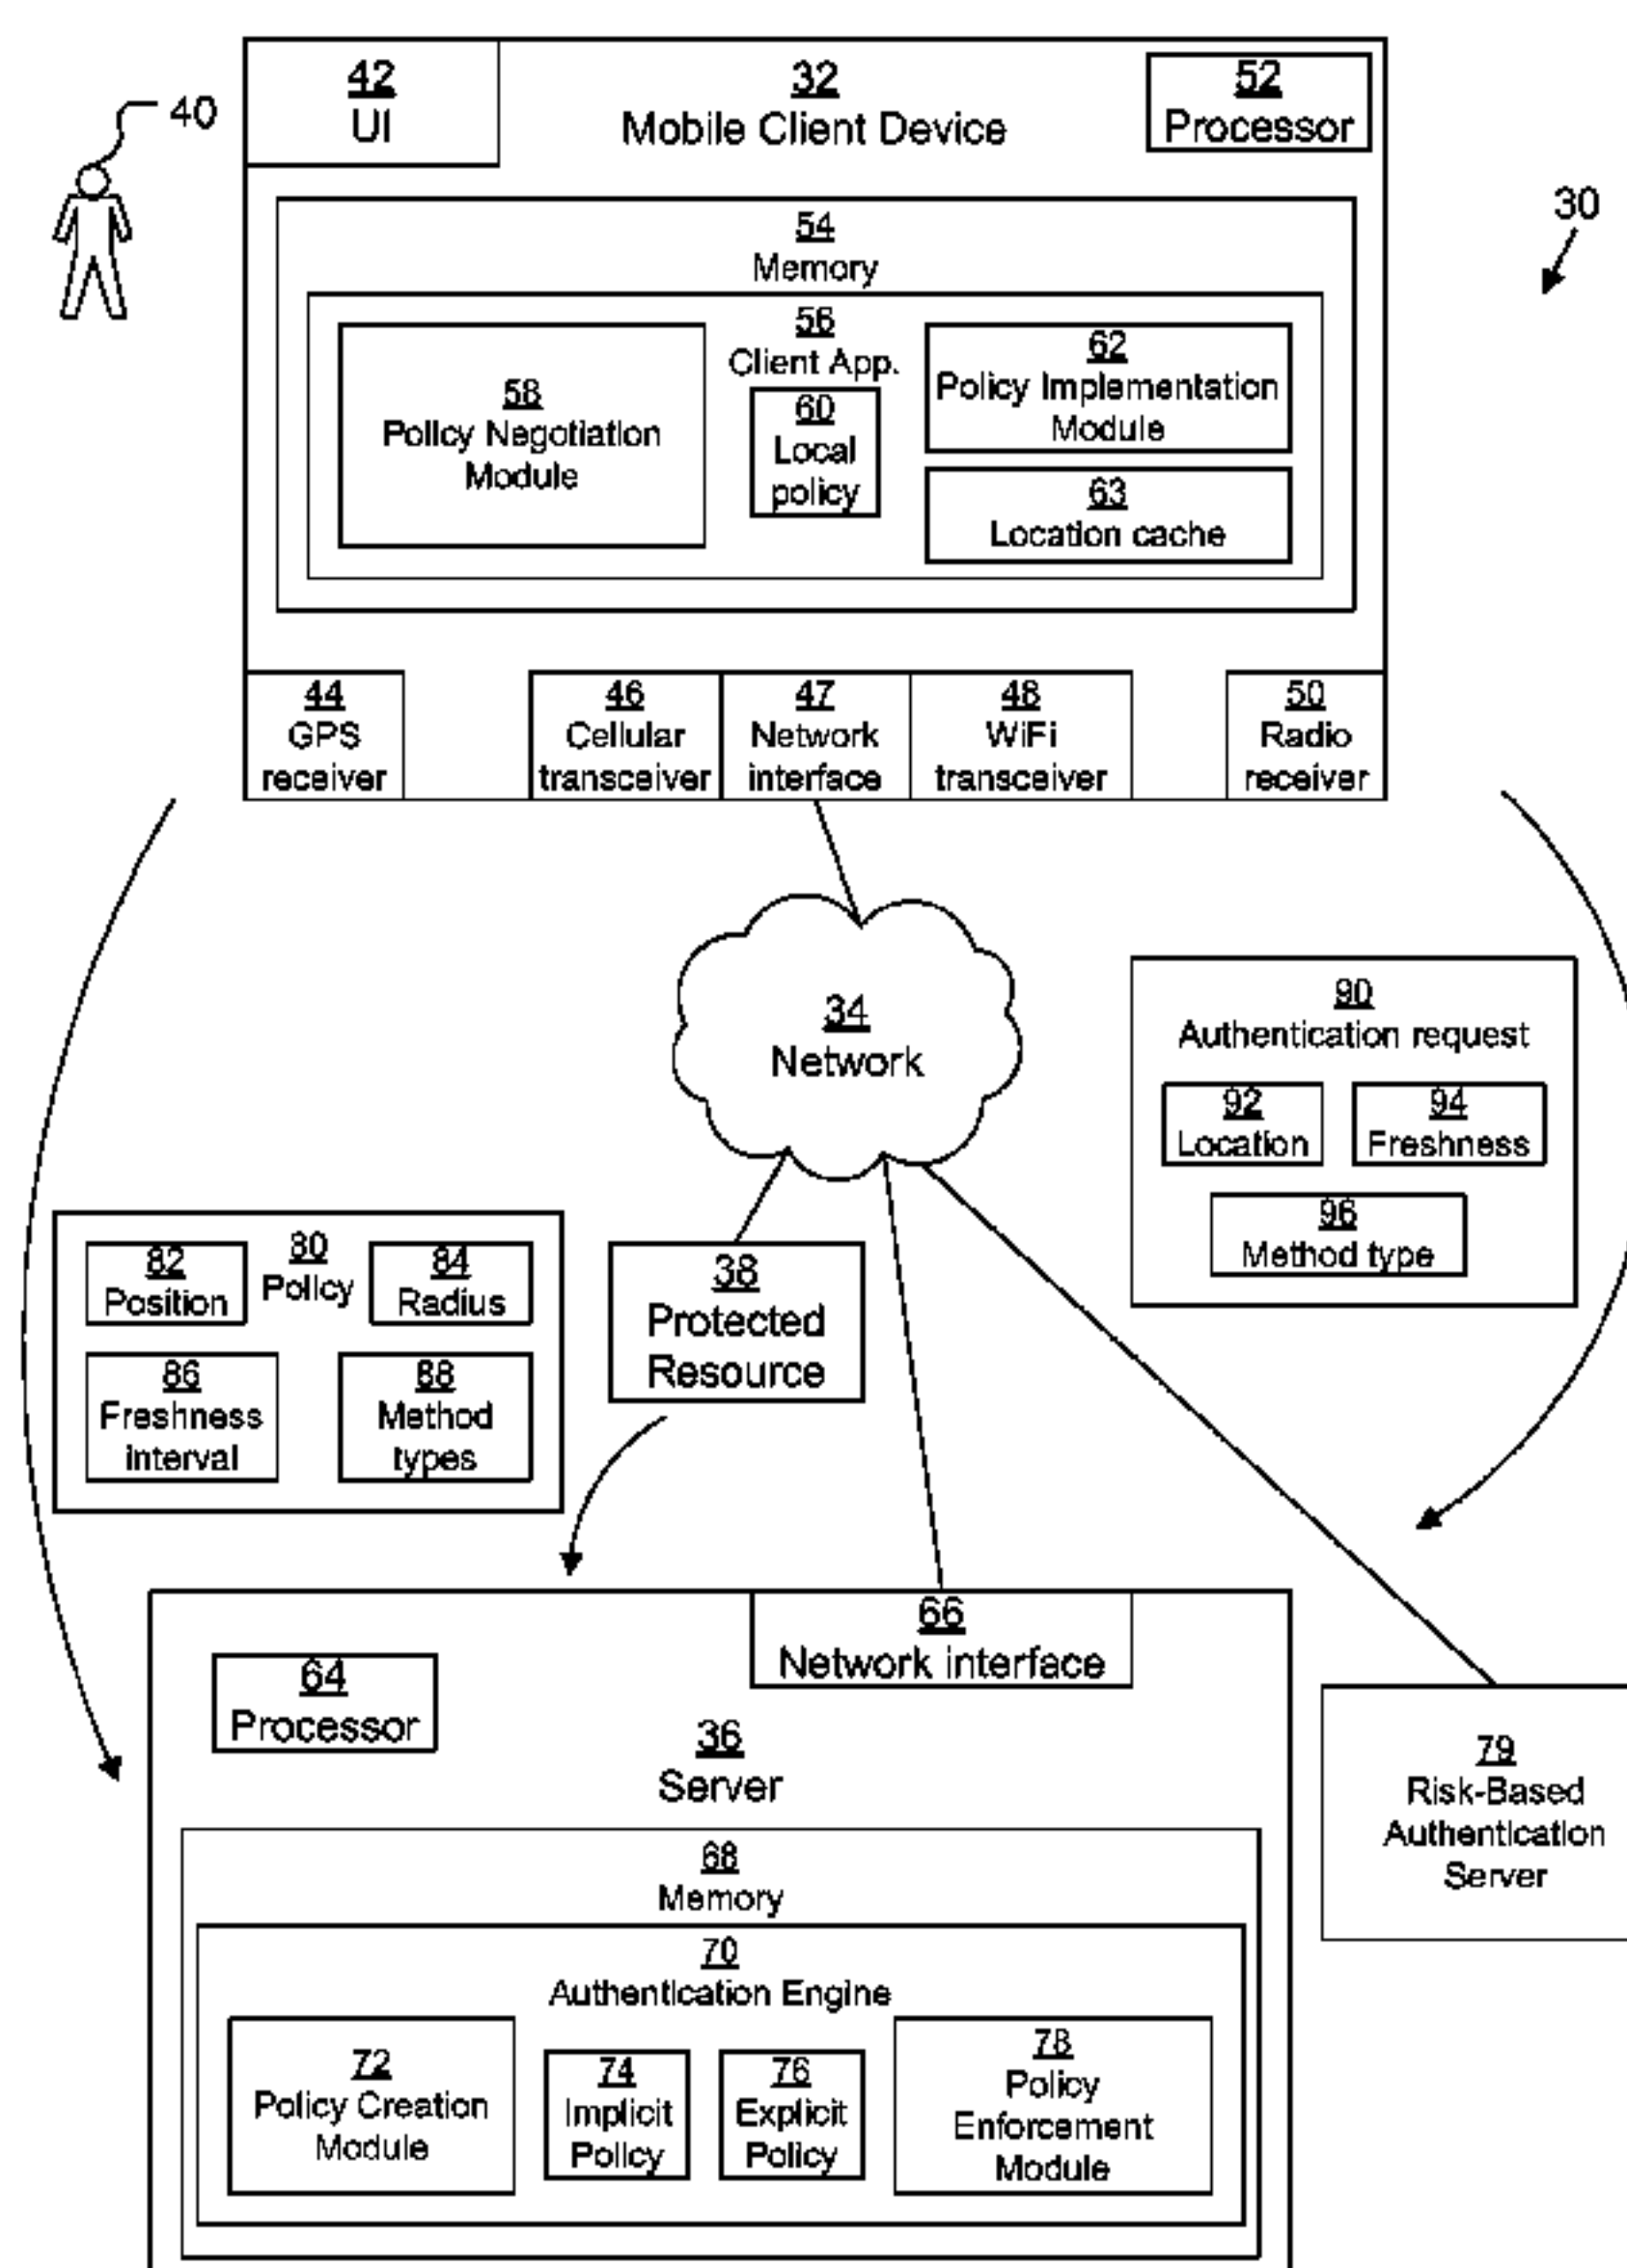 42
UI
32
Mobile Client Device
52
Processor
40
30
54
Memory
56
Client App.
58
Policy Negotiation
Module
60
Local
policy
62
Policy Implementation
Module
63
Location cache
44
GPS
receiver
46
Cellular
transceiver
47
Network
interface
48
WiFi
transceiver
50
Radio
receiver
34
Network
90
Authentication request
92
Location
94
Freshness
96
Method type
80
Policy
82
Position
84
Radius
86
Freshness
interval
88
Method
types
38
Protected
Resource
66
Network interface
64
Processor
36
Server
79
Risk-Based
Authentication
Server
68
Memory
70
Authentication Engine
72
Policy Creation
Module
74
Implicit
Policy
76
Explicit
Policy
78
Policy
Enforcement
Module